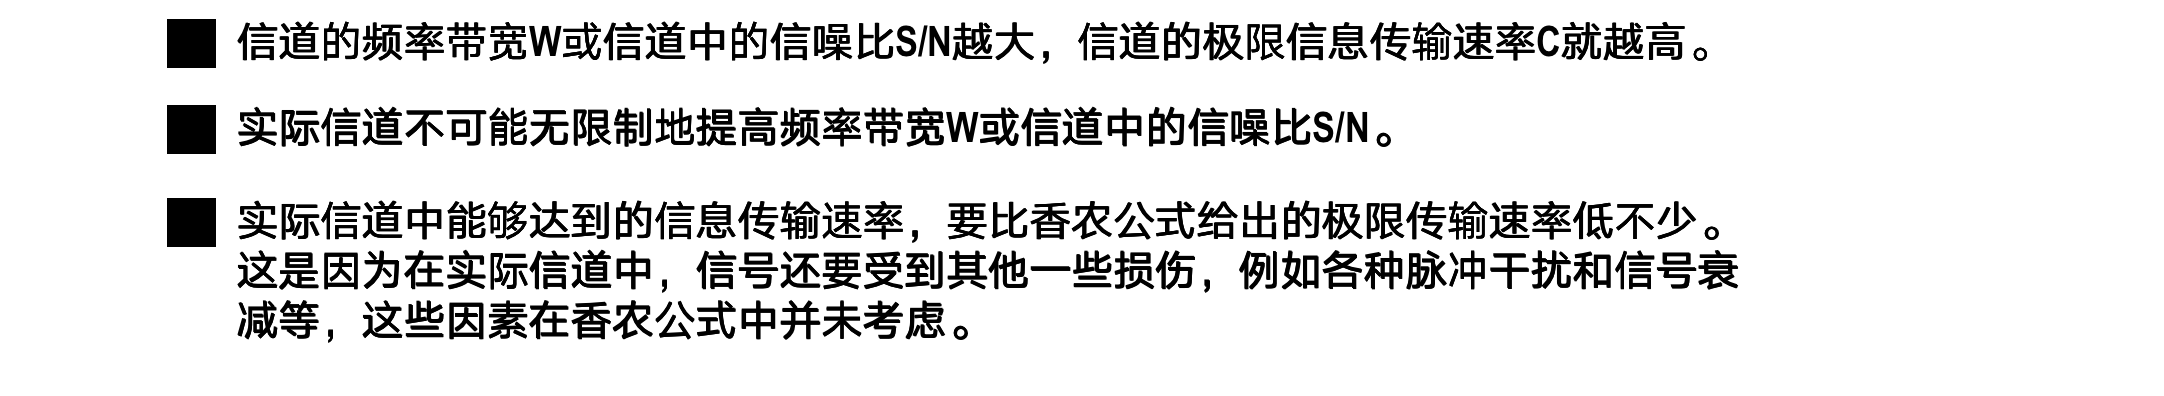 信道的频率带宽W或信道中的信噪比S/N越大，信道的极限信息传输速率C就越高。
实际信道不可能无限制地提高频率带宽W或信道中的信噪比S/N。
实际信道中能够达到的信息传输速率，要比香农公式给出的极限传输速率低不少。
这是因为在实际信道中，信号还要受到其他一些损伤，例如各种脉冲干扰和信号衰
减等，这些因素在香农公式中并未考虑。